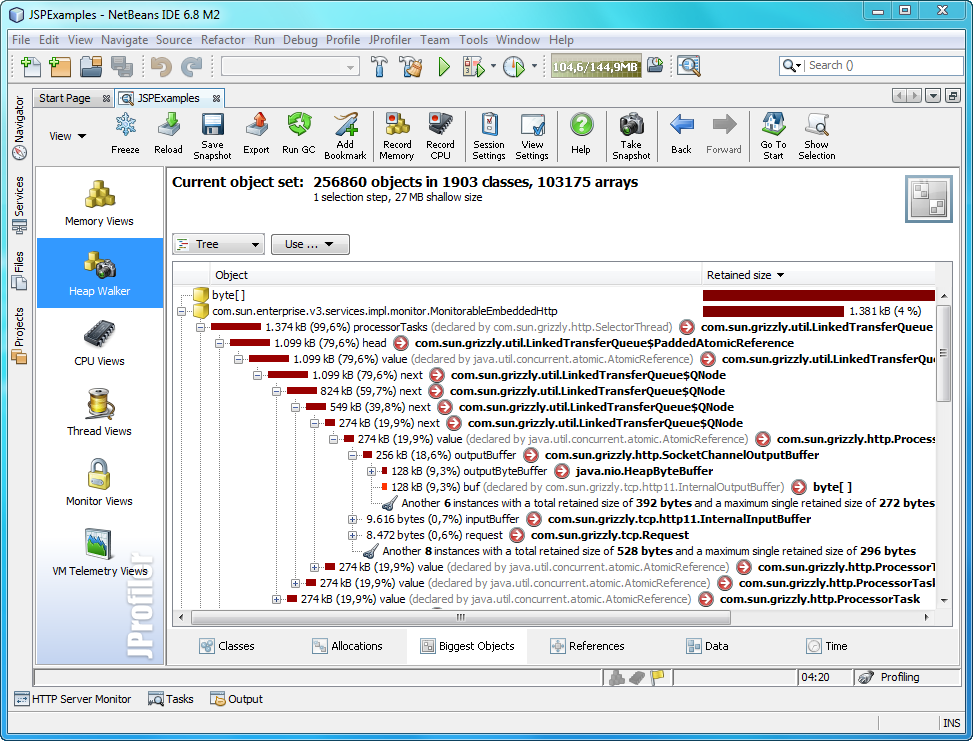 JSPExamples - NetBeans IDE 6.8 M2
File Edit View Navigate Source Refactor Run Debug Profile JProfiler Team Tools Window Help
104,6/144,9MB
Search ()
Start Page
JSPExamples
Navigator
Services
Files
Projects
View
Freeze
Reload
Save Snapshot
Export
Run GC
Add Bookmark
Record Memory
Record CPU
Session Settings
View Settings
Help
Take Snapshot
Back
Forward
Go To Start
Show Selection
Memory Views
Heap Walker
CPU Views
Thread Views
Monitor Views
VM Telemetry Views
JProfiler
Current object set: 256860 objects in 1903 classes, 103175 arrays
1 selection step, 27 MB shallow size
Tree
Use ...
Object Retained size
byte[]
com.sun.enterprise.v3.services.impl.monitor.MonitorableEmbeddedHttp 1.381 kB (4 %)
1.374 kB (99,6%) processorTasks (declared by com.sun.grizzly.http.SelectorThread) com.sun.grizzly.util.LinkedTransferQueue
1.099 kB (79,6%) head com.sun.grizzly.util.LinkedTransferQueue$PaddedAtomicReference
1.099 kB (79,6%) value (declared by java.util.concurrent.atomic.AtomicReference) com.sun.grizzly.util.LinkedTransferQu
1.099 kB (79,6%) next com.sun.grizzly.util.LinkedTransferQueue$QNode
824 kB (59,7%) next com.sun.grizzly.util.LinkedTransferQueue$QNode
549 kB (39,8%) next com.sun.grizzly.util.LinkedTransferQueue$QNode
274 kB (19,9%) next com.sun.grizzly.util.LinkedTransferQueue$QNode
274 kB (19,9%) value (declared by java.util.concurrent.atomic.AtomicReference) com.sun.grizzly.http.Process
256 kB (18,6%) outputBuffer com.sun.grizzly.http.SocketChannelOutputBuffer
128 kB (9,3%) outputByteBuffer java.nio.HeapByteBuffer
128 kB (9,3%) buf (declared by com.sun.grizzly.tcp.http11.InternalOutputBuffer) byte[ ]
Another 6 instances with a total retained size of 392 bytes and a maximum single retained size of 272 bytes
9.616 bytes (0,7%) inputBuffer com.sun.grizzly.tcp.http11.InternalInputBuffer
8.472 bytes (0,6%) request com.sun.grizzly.tcp.Request
Another 8 instances with a total retained size of 528 bytes and a maximum single retained size of 296 bytes
274 kB (19,9%) value (declared by java.util.concurrent.atomic.AtomicReference) com.sun.grizzly.http.ProcessorT
274 kB (19,9%) value (declared by java.util.concurrent.atomic.AtomicReference) com.sun.grizzly.http.ProcessorTasl
274 kB (19,9%) value (declared by java.util.concurrent.atomic.AtomicReference) com.sun.grizzly.http.ProcessorTask
Classes
Allocations
Biggest Objects
References
Data
Time
04:20
Profiling
HTTP Server Monitor
Tasks
Output
INS